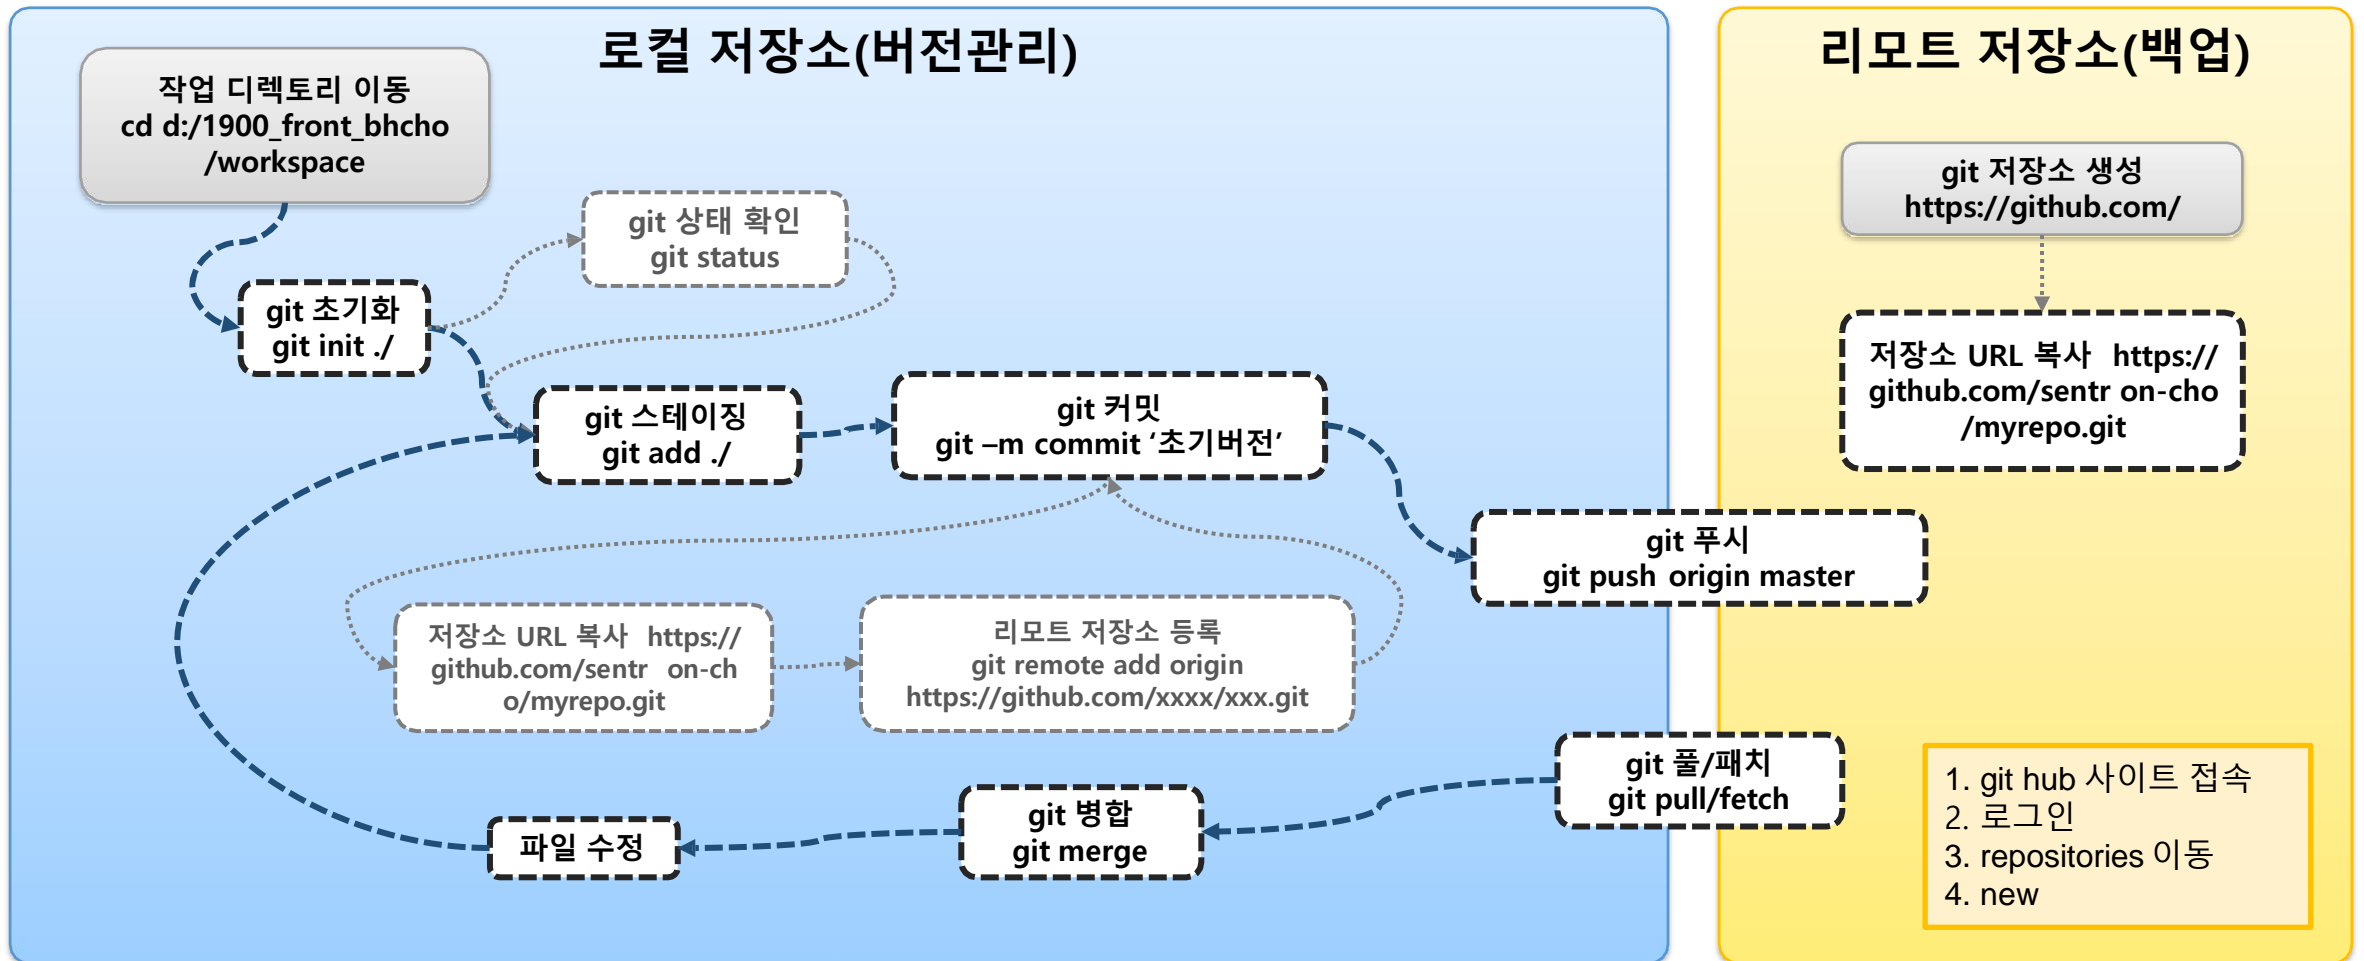 로컬 저장소(버전관리)
작업 디렉토리 이동
cd d:/1900_front_bhcho
/workspace
git 상태 확인
git status
git 초기화
git init ./
git 스테이징
git add ./
git 커밋
git –m commit ‘초기버전’
git 푸시
git push origin master
저장소 URL 복사  https://
github.com/sentr  on-ch
o/myrepo.git
리모트 저장소 등록
git remote add origin
https://github.com/xxxx/xxx.git
git 풀/패치
git pull/fetch
git 병합
git merge
파일 수정
리모트 저장소(백업)
git 저장소 생성
https://github.com/
저장소 URL 복사  https://
github.com/sentr on-cho
/myrepo.git
1. git hub 사이트 접속
2. 로그인
3. repositories 이동
4. new